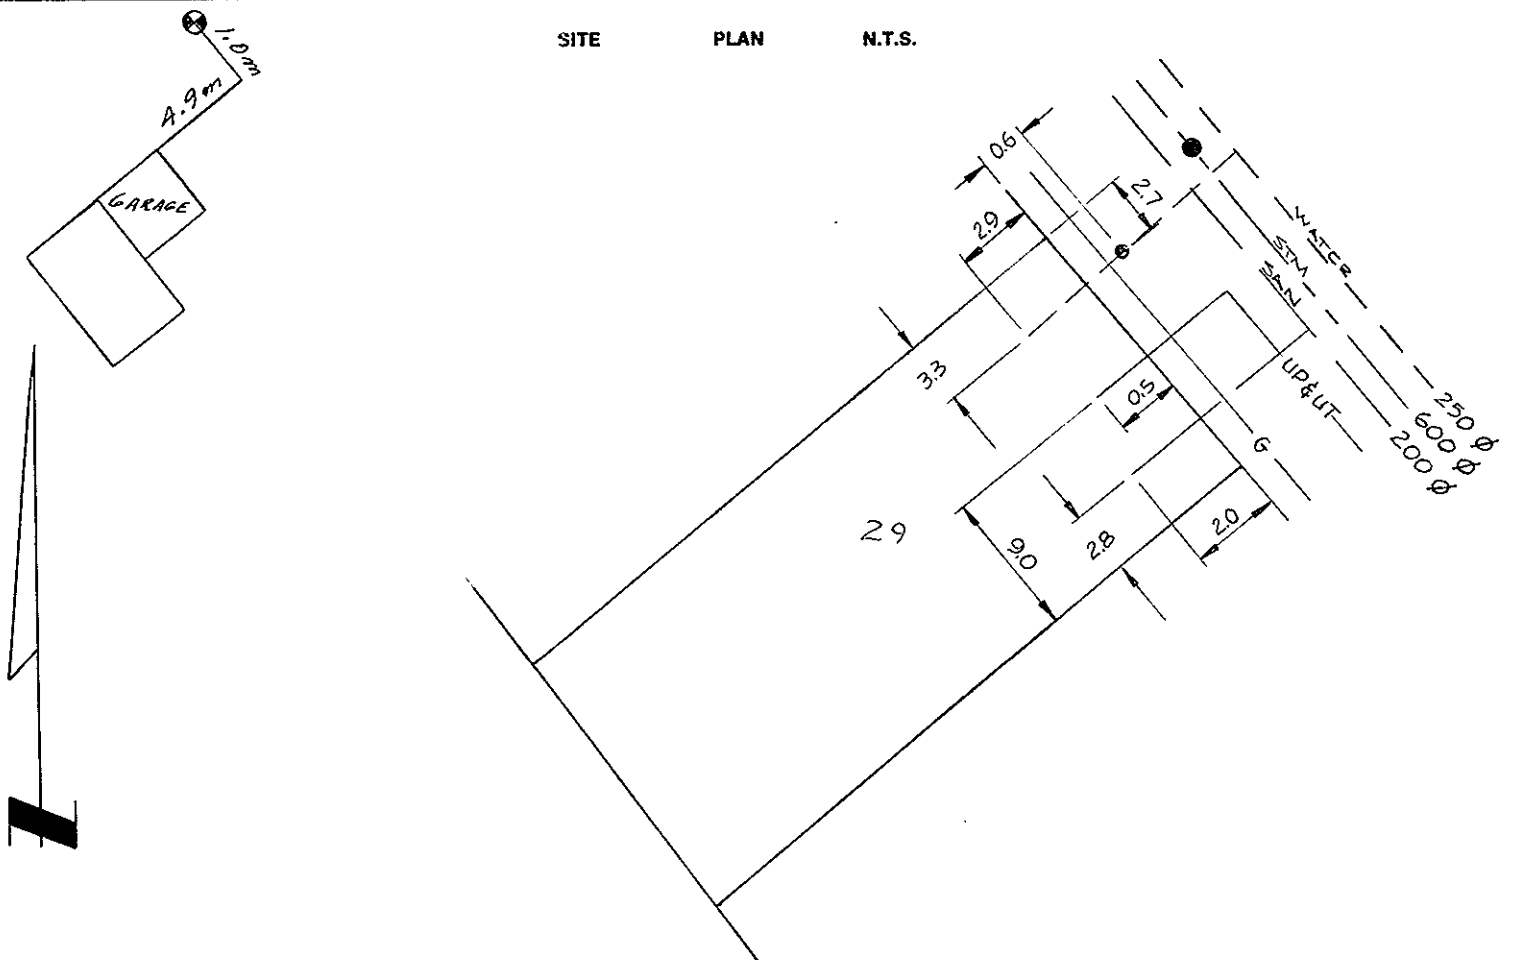 SITE PLAN N.T.S.
1.0m
4.9m
GARAGE
0.6
2.7
2.9
3.3
0.5
WATER
STM
SAN
UP&UT
G
250 Ø
600 Ø
200 Ø
29
9.0
2.8
2.0
N